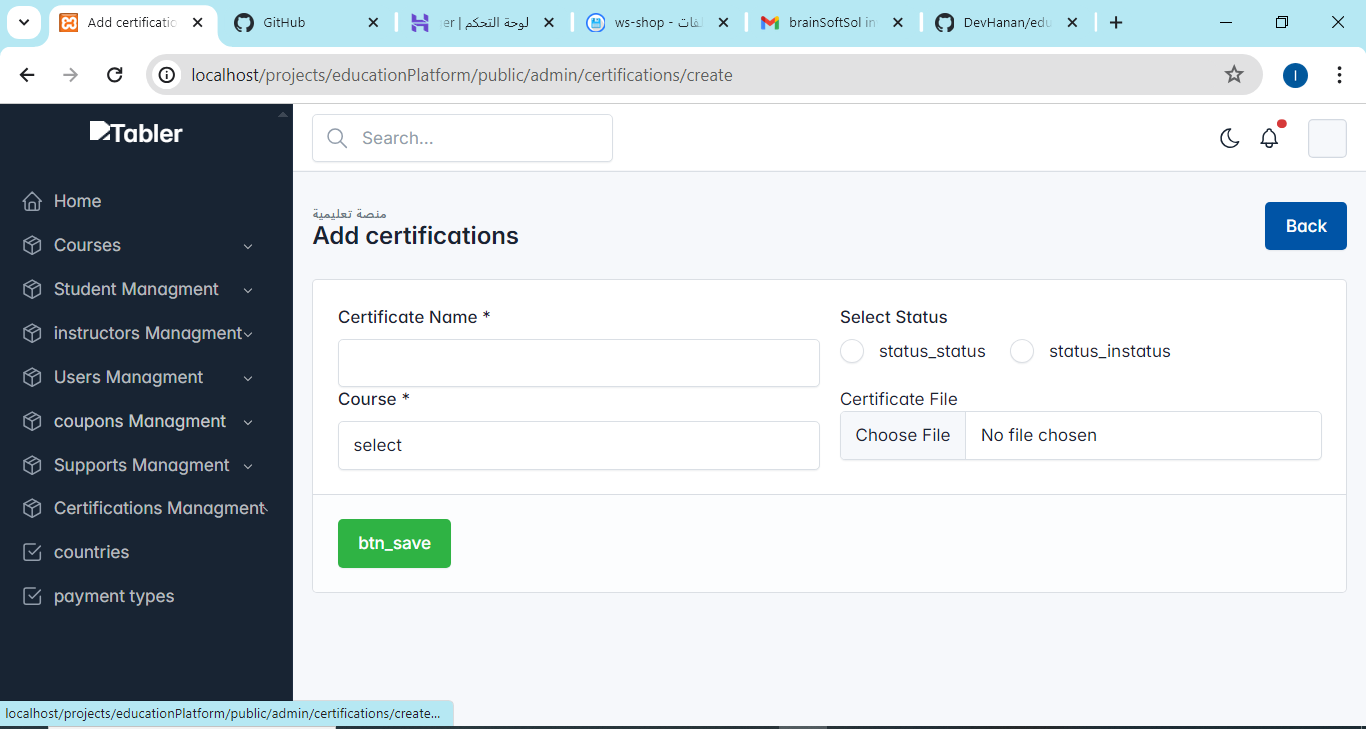 Add certificatio
GitHub
لوحة التحكم | er
ws-shop - لفات
brainSoftSol in
DevHanan/edu
localhost/projects/educationPlatform/public/admin/certifications/create
I
Tabler
Search...
Home
Courses
Student Managment
instructors Managment
Users Managment
coupons Managment
Supports Managment
Certifications Managment
countries
payment types
منصة تعليمية
Add certifications
Back
Certificate Name *
Select Status
status_status
status_instatus
Course *
select
Certificate File
Choose File
No file chosen
btn_save
localhost/projects/educationPlatform/public/admin/certifications/create...